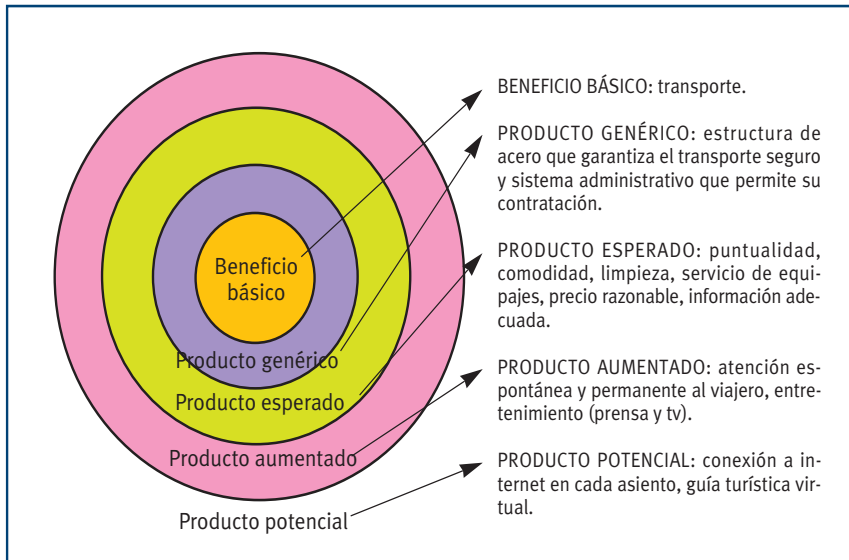 Beneficio
básico
Producto genérico
Producto esperado
Producto aumentado
Producto potencial
BENEFICIO BÁSICO: transporte.
PRODUCTO GENÉRICO: estructura de
acero que garantiza el transporte seguro
y sistema administrativo que permite su
contratación.
PRODUCTO ESPERADO: puntualidad,
comodidad, limpieza, servicio de equi-
pajes, precio razonable, información ade-
cuada.
PRODUCTO AUMENTADO: atención es-
pontánea y permanente al viajero, entre-
tenimiento (prensa y tv).
PRODUCTO POTENCIAL: conexión a in-
ternet en cada asiento, guía turística vir-
tual.